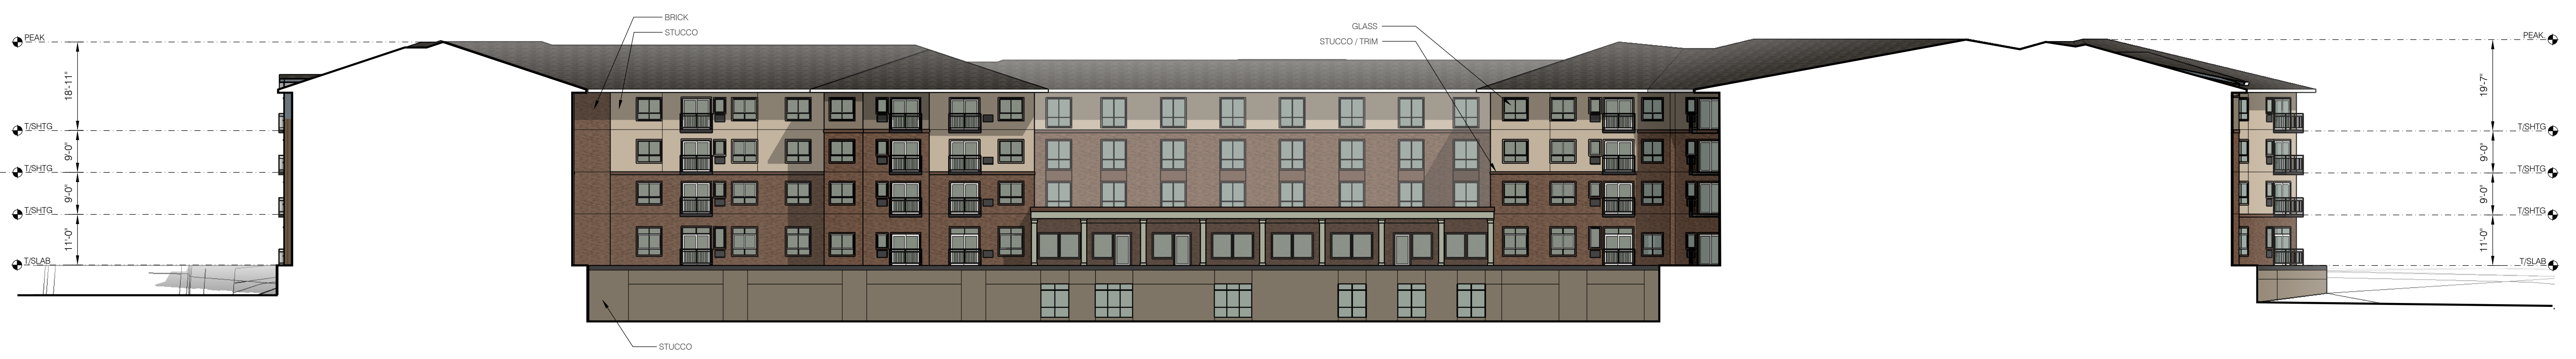 BRICK
STUCCO
GLASS
STUCCO / TRIM
PEAK
PEAK
18'-11"
19'-7"
T/SHTG
T/SHTG
9'-0"
9'-0"
T/SHTG
T/SHTG
9'-0"
9'-0"
T/SHTG
T/SHTG
11'-0"
11'-0"
T/SLAB
T/SLAB
STUCCO